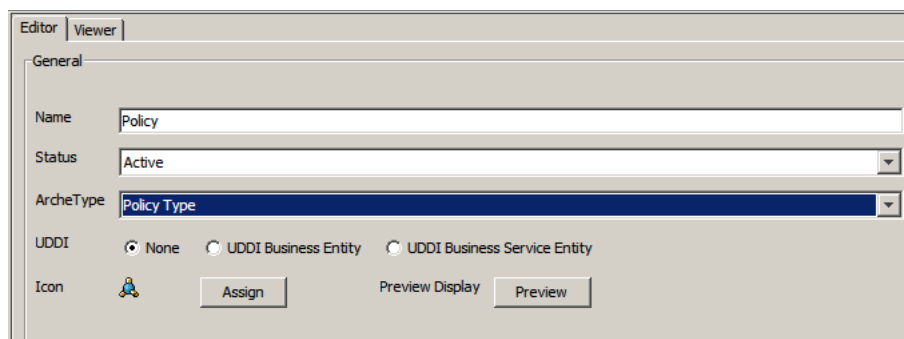 Editor Viewer
General
Name Policy
Status Active
ArcheType Policy Type
UDDI None UDDI Business Entity UDDI Business Service Entity
Icon Assign Preview Display Preview